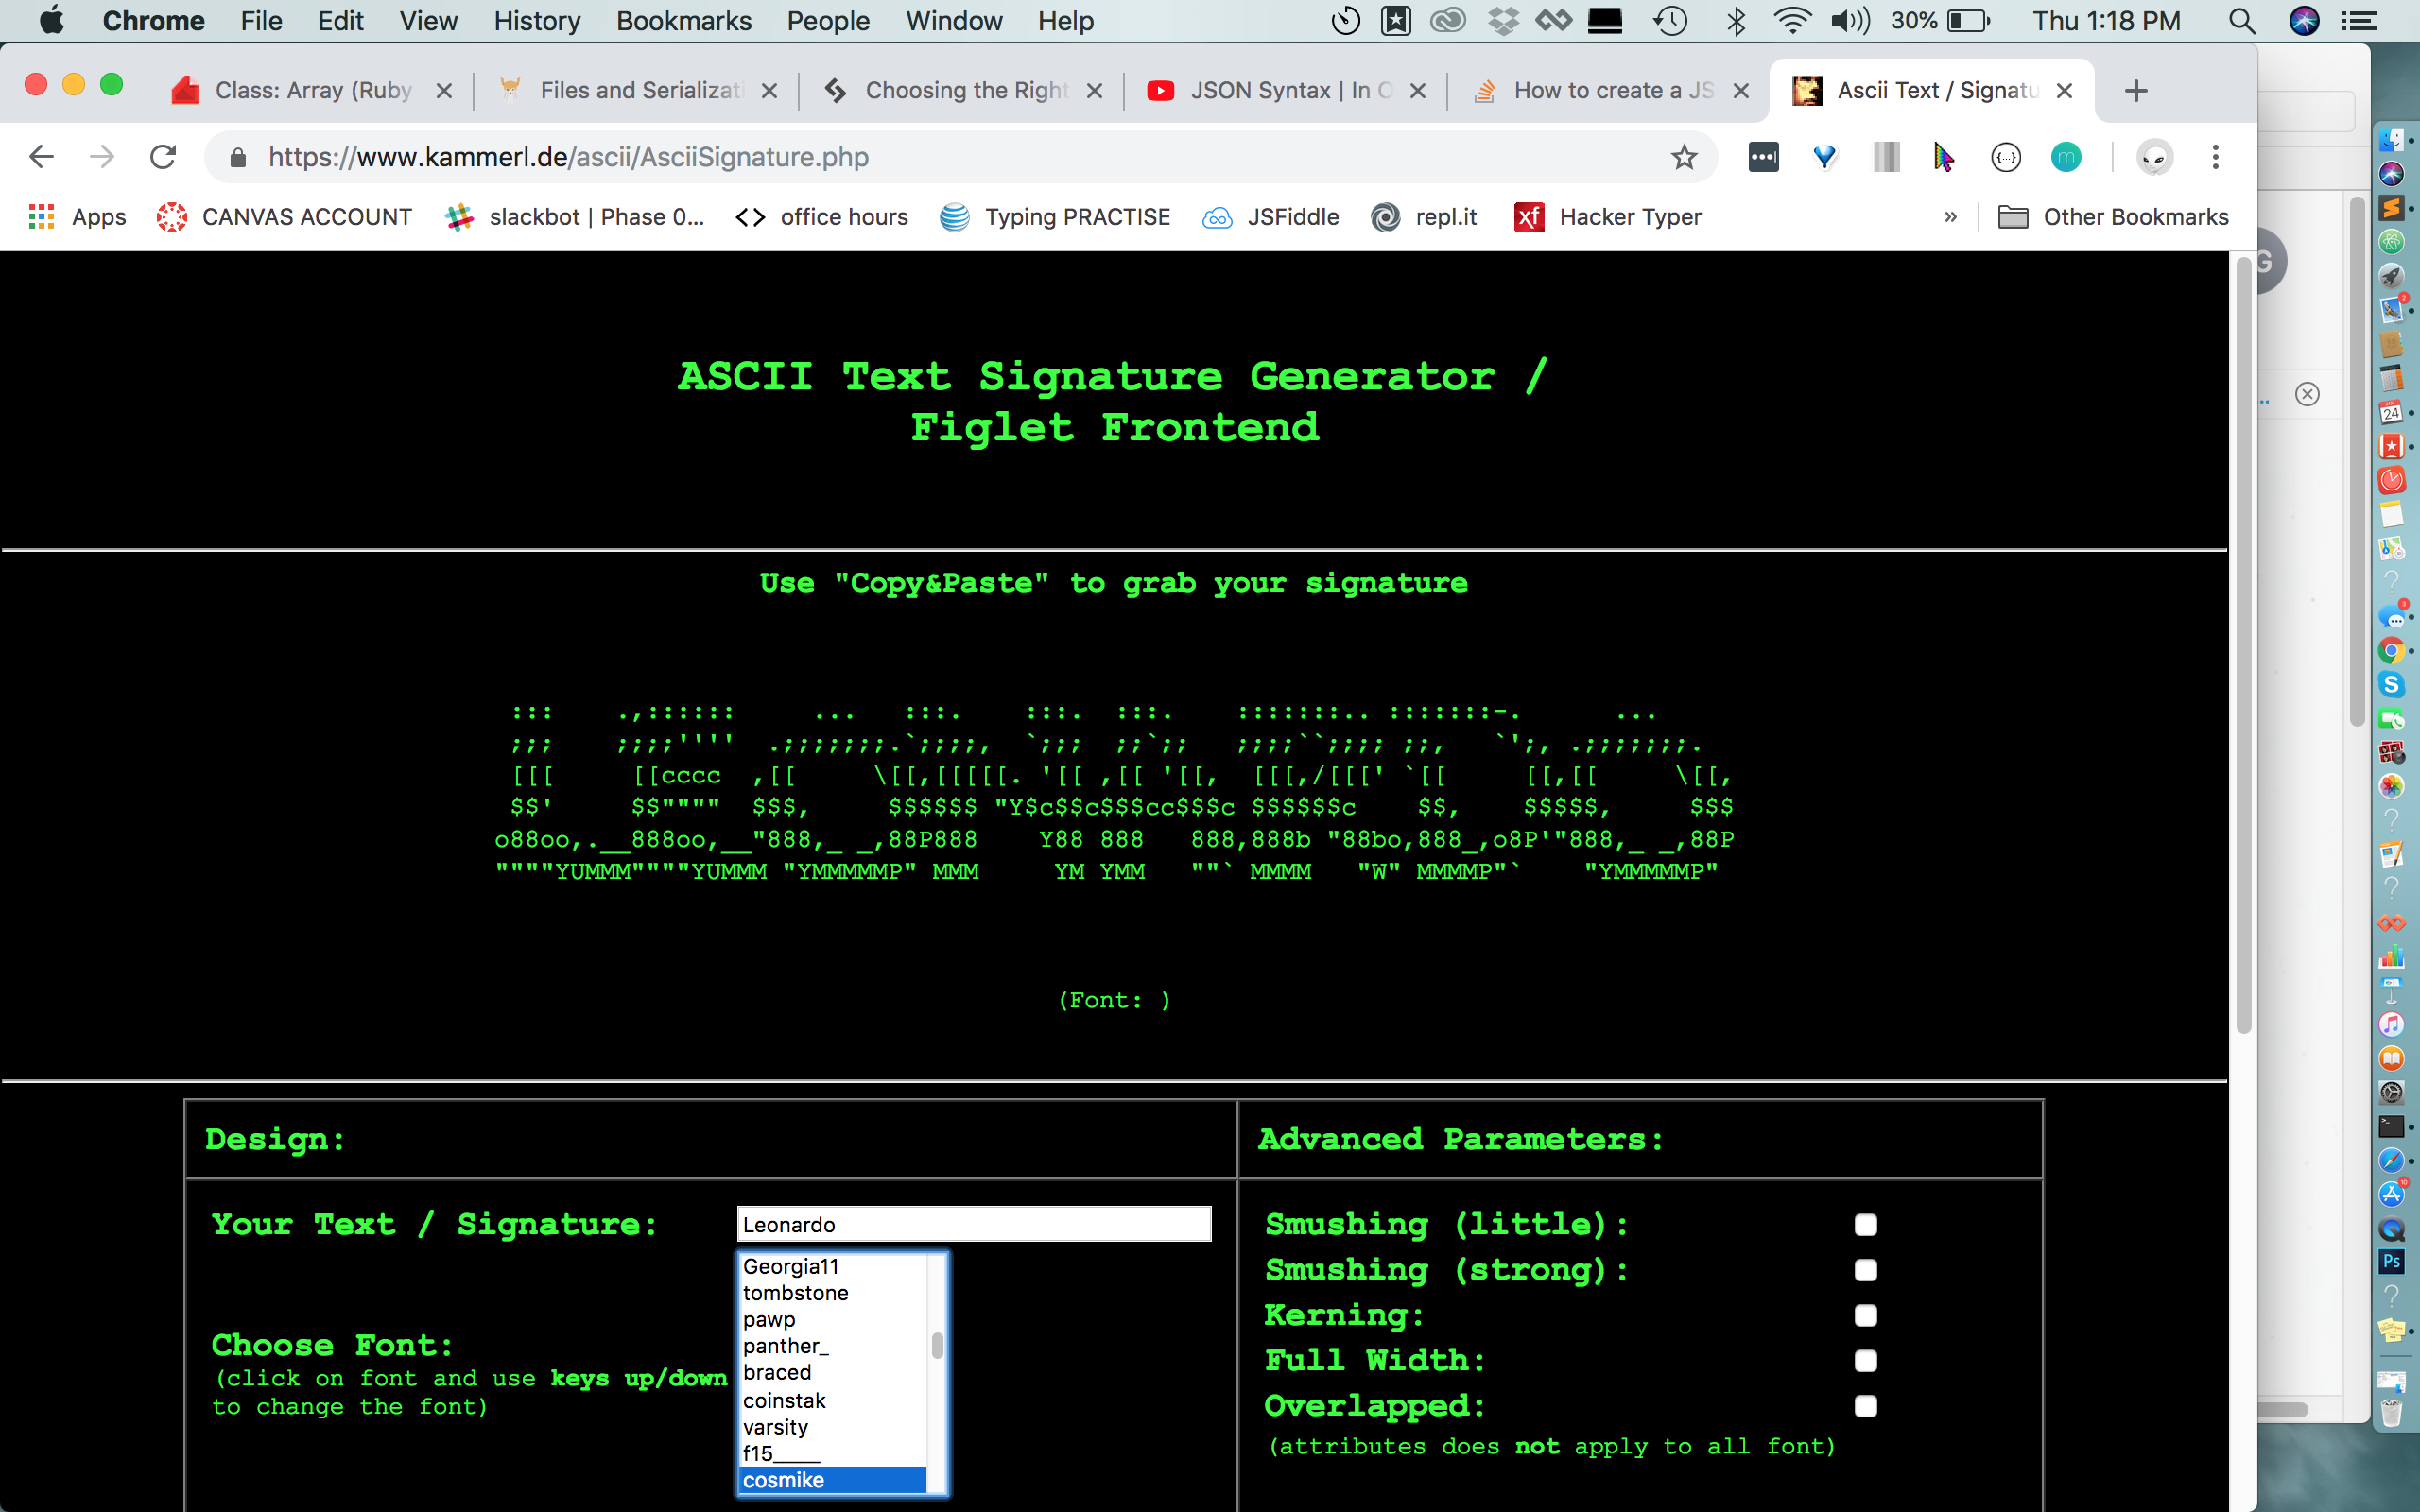 Chrome File Edit View History Bookmarks People Window Help 30% Thu 1:18 PM
Class: Array (Ruby Files and Serializati Choosing the Right JSON Syntax | In O How to create a JS Ascii Text / Signatu
https://www.kammerl.de/ascii/AsciiSignature.php
Apps CANVAS ACCOUNT slackbot | Phase 0... office hours Typing PRACTISE JSFiddle repl.it xf Hacker Typer » Other Bookmarks
ASCII Text Signature Generator /
Figlet Frontend
Use "Copy&Paste" to grab your signature
:::     .,::::::      ...   :::.     :::.  :::.     :::::::.. :::::::-.       ...
;;;     ;;;;''''  .;;;;;;;.`;;;;,  `;;;  ;;`;;   ;;;;``;;;; ;;,   `';, .;;;;;;;.
[[[      [[cccc  ,[[     \[[,[[[[[. '[[ ,[[ '[[,  [[[,/[[[' `[[     [[,[[     \[[,
$$'     $$""""  $$$,     $$$$$$ "Y$c$$c$$$cc$$$c $$$$$$c    $$,    $$$$$,     $$$
o88oo,.__888oo,__"888,_ _,88P888    Y88 888   888,888b "88bo,888_,o8P'"888,_ _,88P
""""YUMMM""""YUMMM "YMMMMMP" MMM     YM YMM   ""` MMMM   "W" MMMMP"`    "YMMMMMP"
(Font: )
Design: Advanced Parameters:
Your Text / Signature: Leonardo
Georgia11
tombstone
pawp
panther_
braced
coinstak
varsity
f15____
cosmike
Choose Font:
(click on font and use keys up/down
to change the font)
Smushing (little):
Smushing (strong):
Kerning:
Full Width:
Overlapped:
(attributes does not apply to all font)